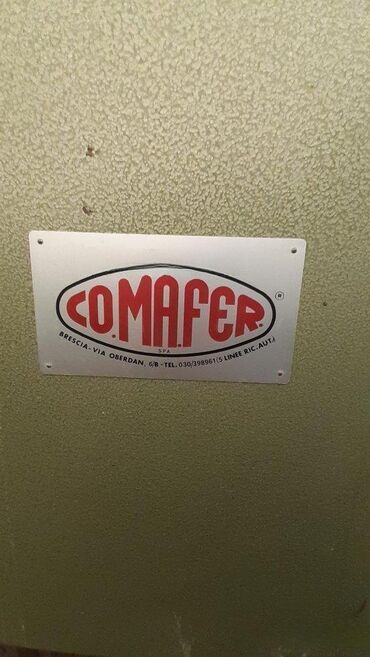 CO.MA.FER.
®
S.P.A.
BRESCIA - VIA OBERDAN, 6/B - TEL. 030/398961 (5 LINEE RIC. AUT.)